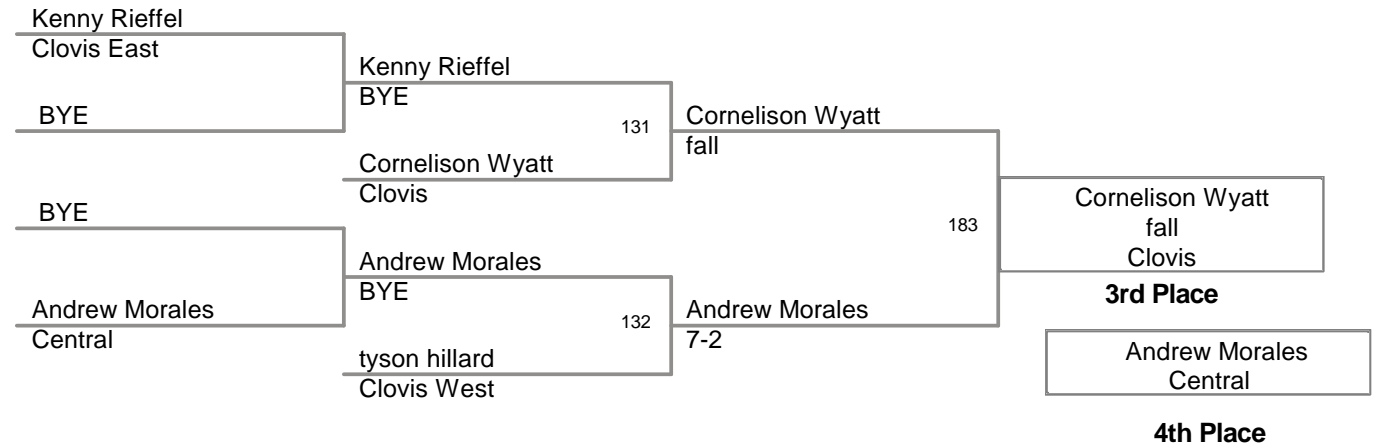 Kenny Rieffel
Clovis East
BYE
BYE
Andrew Morales
Central
Kenny Rieffel
BYE
Cornelison Wyatt
Clovis
131
Andrew Morales
BYE
tyson hillard
Clovis West
132
Cornelison Wyatt
fall
Andrew Morales
7-2
183
Cornelison Wyatt
fall
Clovis
3rd Place
Andrew Morales
Central
4th Place